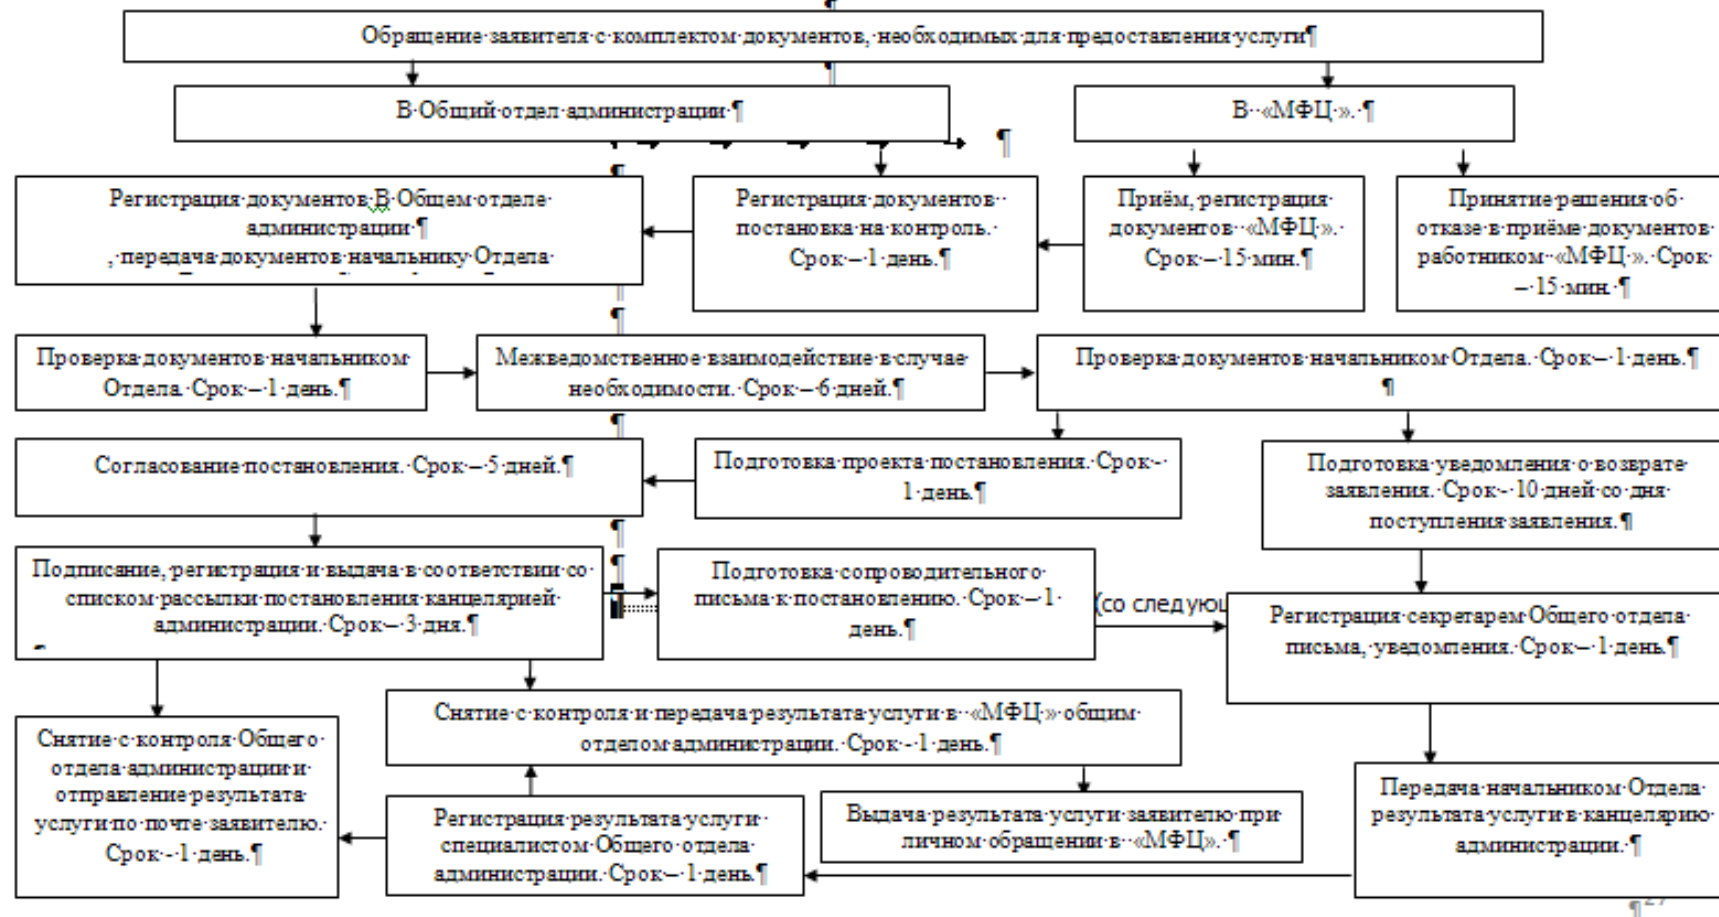 Обращение заявителя с комплектом документов, необходимых для предоставления услуги¶
В Общий отдел администрации ¶
В «МФЦ ». ¶
Регистрация документов В Общем отделе
администрации ¶
, передача документов начальнику Отдела
Регистрация документов
постановка на контроль.
Срок – 1 день.¶
Приём, регистрация
документов «МФЦ ».
Срок – 15 мин.¶
Принятие решения об
отказе в приёме документов
работником «МФЦ ». Срок
– 15 мин. ¶
Проверка документов начальником
Отдела. Срок – 1 день.¶
Межведомственное взаимодействие в случае
необходимости. Срок – 6 дней.¶
Проверка документов начальником Отдела. Срок – 1 день.¶
¶
Согласование постановления. Срок – 5 дней.¶
Подготовка проекта постановления. Срок -
1 день.¶
Подготовка уведомления о возврате
заявления. Срок - 10 дней со дня
поступления заявления. ¶
Подписание, регистрация и выдача в соответствии со
списком рассылки постановления канцелярией
администрации. Срок – 3 дня.¶
Подготовка сопроводительного
письма к постановлению. Срок – 1
день.¶
(со следую
Регистрация секретарем Общего отдела
письма, уведомления. Срок – 1 день.¶
Снятие с контроля и передача результата услуги в «МФЦ » общим
отделом администрации. Срок - 1 день.¶
Снятие с контроля Общего
отдела администрации и
отправление результата
услуги по почте заявителю.
Срок - 1 день.¶
Регистрация результата услуги
специалистом Общего отдела
администрации. Срок – 1 день.¶
Выдача результата услуги заявителю при
личном обращении в «МФЦ». ¶
Передача начальником Отдела
результата услуги в канцелярию
администрации. ¶